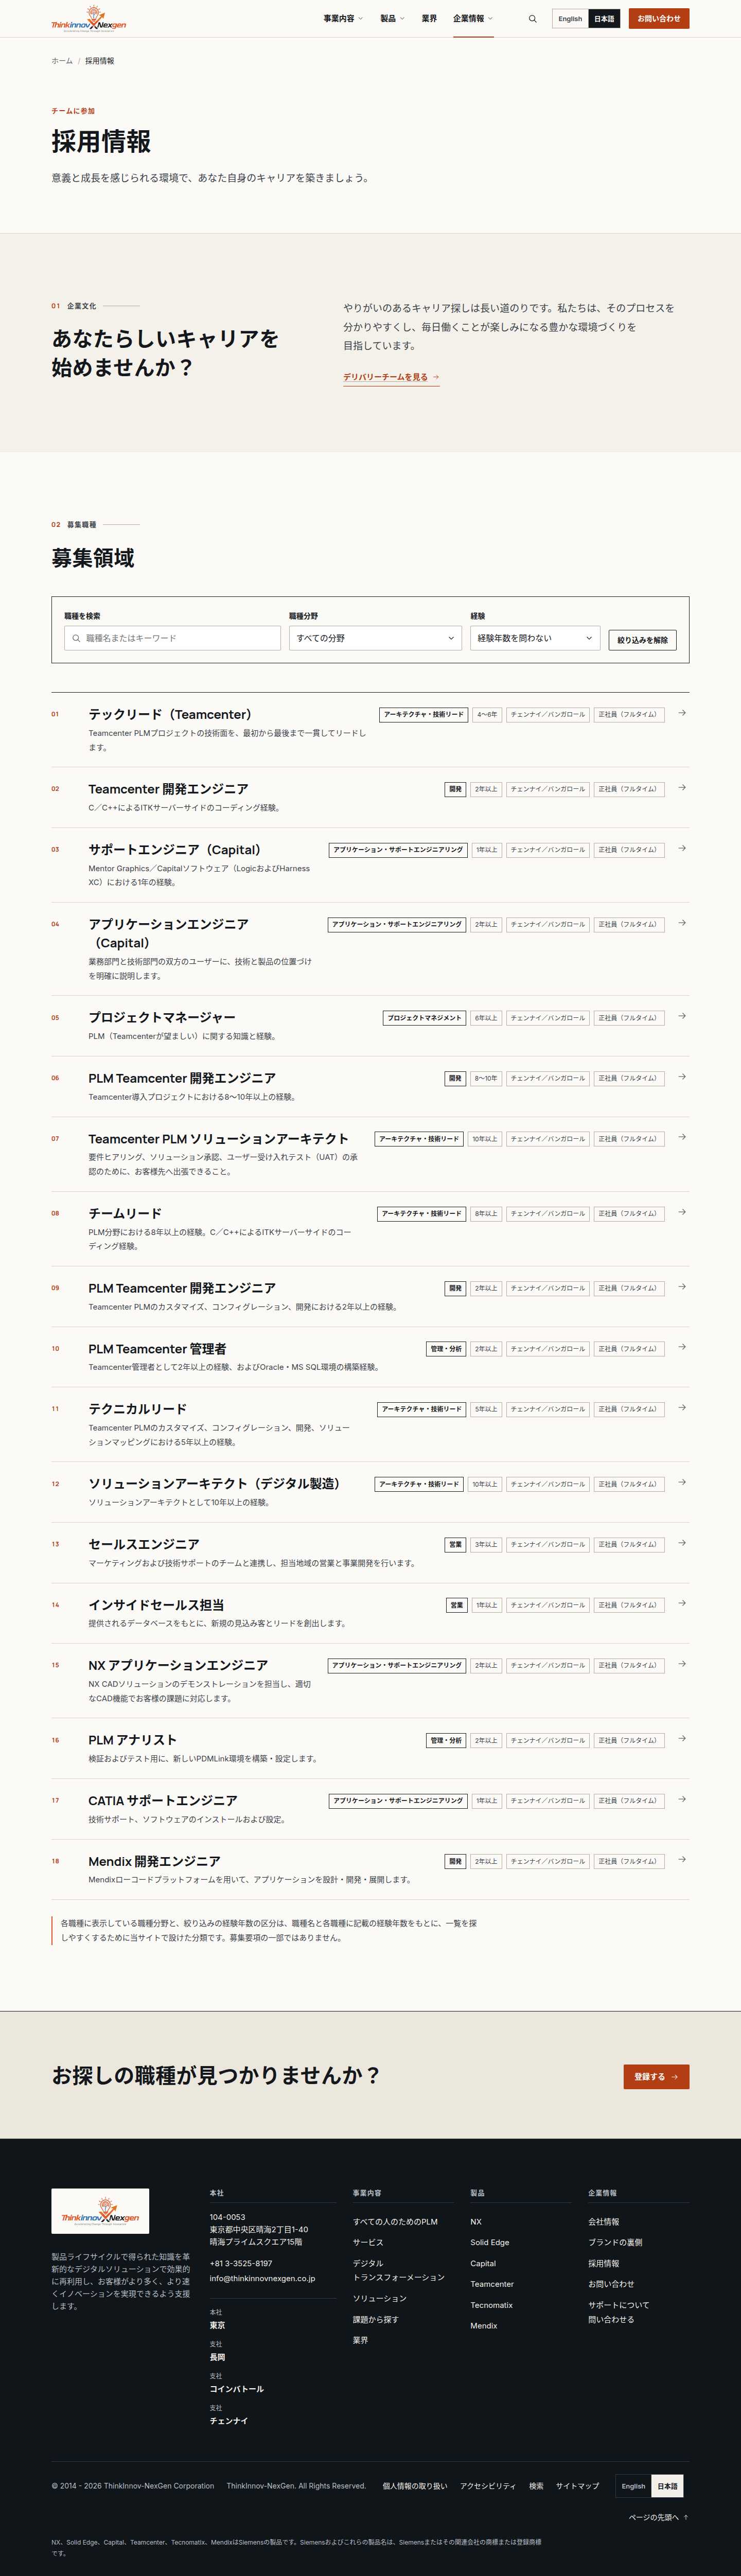 ThinkInnovXNexgen
事業内容
製品
業界
企業情報
English
日本語
お問い合わせ
ホーム / 採用情報
チームに参加
採用情報
意義と成長を感じられる環境で、あなた自身のキャリアを築きましょう。
01 企業文化
あなたらしいキャリアを
始めませんか？
やりがいのあるキャリア探しは長い道のりです。私たちは、そのプロセスを
分かりやすくし、毎日働くことが楽しみになる豊かな環境づくりを
目指しています。
デリバリーチームを見る →
02 募集職種
募集領域
職種を検索
職種名またはキーワード
職種分野
すべての分野
経験
経験年数を問わない
絞り込みを解除
01 テックリード（Teamcenter） アーキテクチャ・技術リード 4〜6年 チェンナイ／バンガロール 正社員（フルタイム） →
Teamcenter PLMプロジェクトの技術面を、最初から最後まで一貫してリードし
ます。
02 Teamcenter 開発エンジニア 開発 2年以上 チェンナイ／バンガロール 正社員（フルタイム） →
C／C++によるITKサーバーサイドのコーディング経験。
03 サポートエンジニア（Capital） アプリケーション・サポートエンジニアリング 1年以上 チェンナイ／バンガロール 正社員（フルタイム） →
Mentor Graphics／Capitalソフトウェア（LogicおよびHarness
XC）における1年の経験。
04 アプリケーションエンジニア アプリケーション・サポートエンジニアリング 2年以上 チェンナイ／バンガロール 正社員（フルタイム） →
（Capital）
業務部門と技術部門の双方のユーザーに、技術と製品の位置づけ
を明確に説明します。
05 プロジェクトマネージャー プロジェクトマネジメント 6年以上 チェンナイ／バンガロール 正社員（フルタイム） →
PLM（Teamcenterが望ましい）に関する知識と経験。
06 PLM Teamcenter 開発エンジニア 開発 8〜10年 チェンナイ／バンガロール 正社員（フルタイム） →
Teamcenter導入プロジェクトにおける8〜10年以上の経験。
07 Teamcenter PLM ソリューションアーキテクト アーキテクチャ・技術リード 10年以上 チェンナイ／バンガロール 正社員（フルタイム） →
要件ヒアリング、ソリューション承認、ユーザー受け入れテスト（UAT）の承
認のために、お客様先へ出張できること。
08 チームリード アーキテクチャ・技術リード 8年以上 チェンナイ／バンガロール 正社員（フルタイム） →
PLM分野における8年以上の経験。C／C++によるITKサーバーサイドのコー
ディング経験。
09 PLM Teamcenter 開発エンジニア 開発 2年以上 チェンナイ／バンガロール 正社員（フルタイム） →
Teamcenter PLMのカスタマイズ、コンフィグレーション、開発における2年以上の経験。
10 PLM Teamcenter 管理者 管理・分析 2年以上 チェンナイ／バンガロール 正社員（フルタイム） →
Teamcenter管理者として2年以上の経験、およびOracle・MS SQL環境の構築経験。
11 テクニカルリード アーキテクチャ・技術リード 5年以上 チェンナイ／バンガロール 正社員（フルタイム） →
Teamcenter PLMのカスタマイズ、コンフィグレーション、開発、ソリュー
ションマッピングにおける5年以上の経験。
12 ソリューションアーキテクト（デジタル製造） アーキテクチャ・技術リード 10年以上 チェンナイ／バンガロール 正社員（フルタイム） →
ソリューションアーキテクトとして10年以上の経験。
13 セールスエンジニア 営業 3年以上 チェンナイ／バンガロール 正社員（フルタイム） →
マーケティングおよび技術サポートのチームと連携し、担当地域の営業と事業開発を行います。
14 インサイドセールス担当 営業 1年以上 チェンナイ／バンガロール 正社員（フルタイム） →
提供されるデータベースをもとに、新規の見込み客とリードを創出します。
15 NX アプリケーションエンジニア アプリケーション・サポートエンジニアリング 2年以上 チェンナイ／バンガロール 正社員（フルタイム） →
NX CADソリューションのデモンストレーションを担当し、適切
なCAD機能でお客様の課題に対応します。
16 PLM アナリスト 管理・分析 2年以上 チェンナイ／バンガロール 正社員（フルタイム） →
検証およびテスト用に、新しいPDMLink環境を構築・設定します。
17 CATIA サポートエンジニア アプリケーション・サポートエンジニアリング 1年以上 チェンナイ／バンガロール 正社員（フルタイム） →
技術サポート、ソフトウェアのインストールおよび設定。
18 Mendix 開発エンジニア 開発 2年以上 チェンナイ／バンガロール 正社員（フルタイム） →
Mendixローコードプラットフォームを用いて、アプリケーションを設計・開発・展開します。
各職種に表示している職種分野と、絞り込みの経験年数の区分は、職種名と各職種に記載の経験年数をもとに、一覧を探
しやすくするために当サイトで設けた分類です。募集要項の一部ではありません。
お探しの職種が見つかりませんか？
登録する →
ThinkInnovXNexgen
製品ライフサイクルで得られた知識を革
新的なデジタルソリューションで効果的
に再利用し、お客様がより多く、より速
くイノベーションを実現できるよう支援
します。
本社
104-0053
東京都中央区晴海2丁目1-40
晴海プライムスクエア15階
+81 3-3525-8197
info@thinkinnovnexgen.co.jp
本社
東京
支社
長岡
支社
コインバトール
支社
チェンナイ
事業内容
すべての人のためのPLM
サービス
デジタル
トランスフォーメーション
ソリューション
課題から探す
業界
製品
NX
Solid Edge
Capital
Teamcenter
Tecnomatix
Mendix
企業情報
会社情報
ブランドの裏側
採用情報
お問い合わせ
サポートについて
問い合わせる
© 2014 - 2026 ThinkInnov-NexGen Corporation ThinkInnov-NexGen. All Rights Reserved.
個人情報の取り扱い アクセシビリティ 検索 サイトマップ
English 日本語
ページの先頭へ ↑
NX、Solid Edge、Capital、Teamcenter、Tecnomatix、MendixはSiemensの製品です。Siemensおよびこれらの製品名は、Siemensまたはその関連会社の商標または登録商標
です。